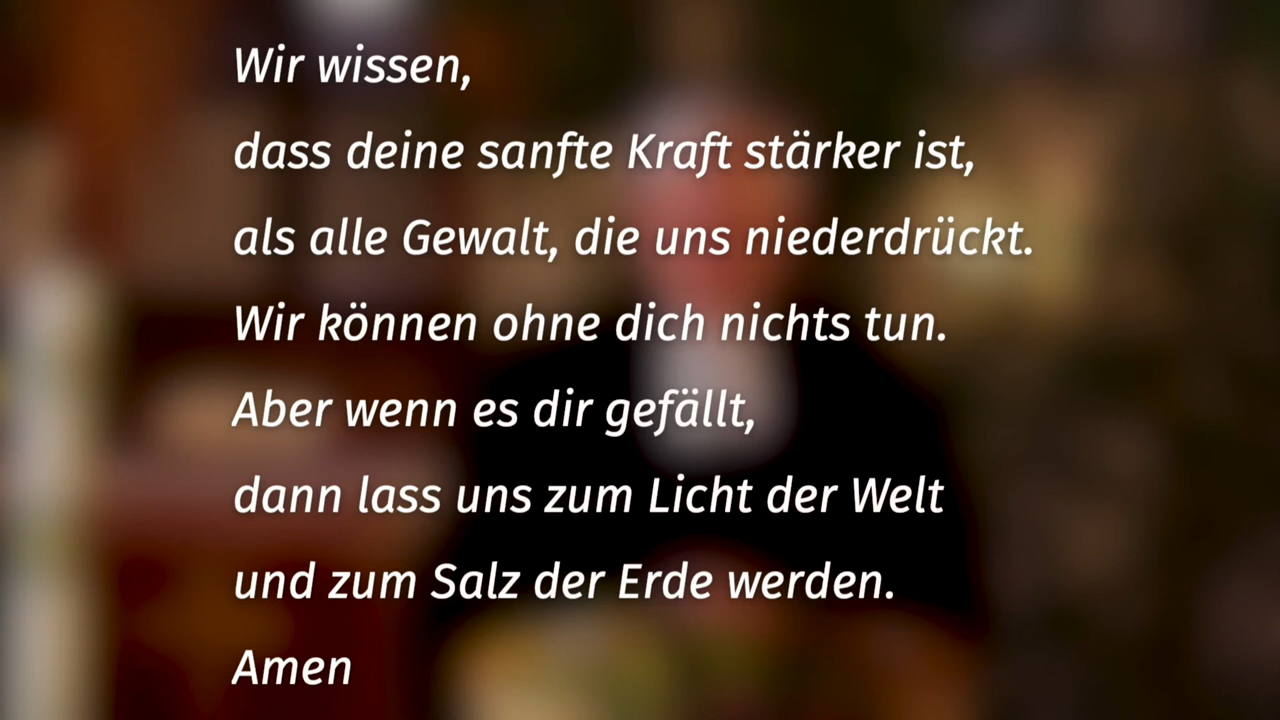 Wir wissen,
dass deine sanfte Kraft stärker ist,
als alle Gewalt, die uns niederdrückt.
Wir können ohne dich nichts tun.
Aber wenn es dir gefällt,
dann lass uns zum Licht der Welt
und zum Salz der Erde werden.
Amen